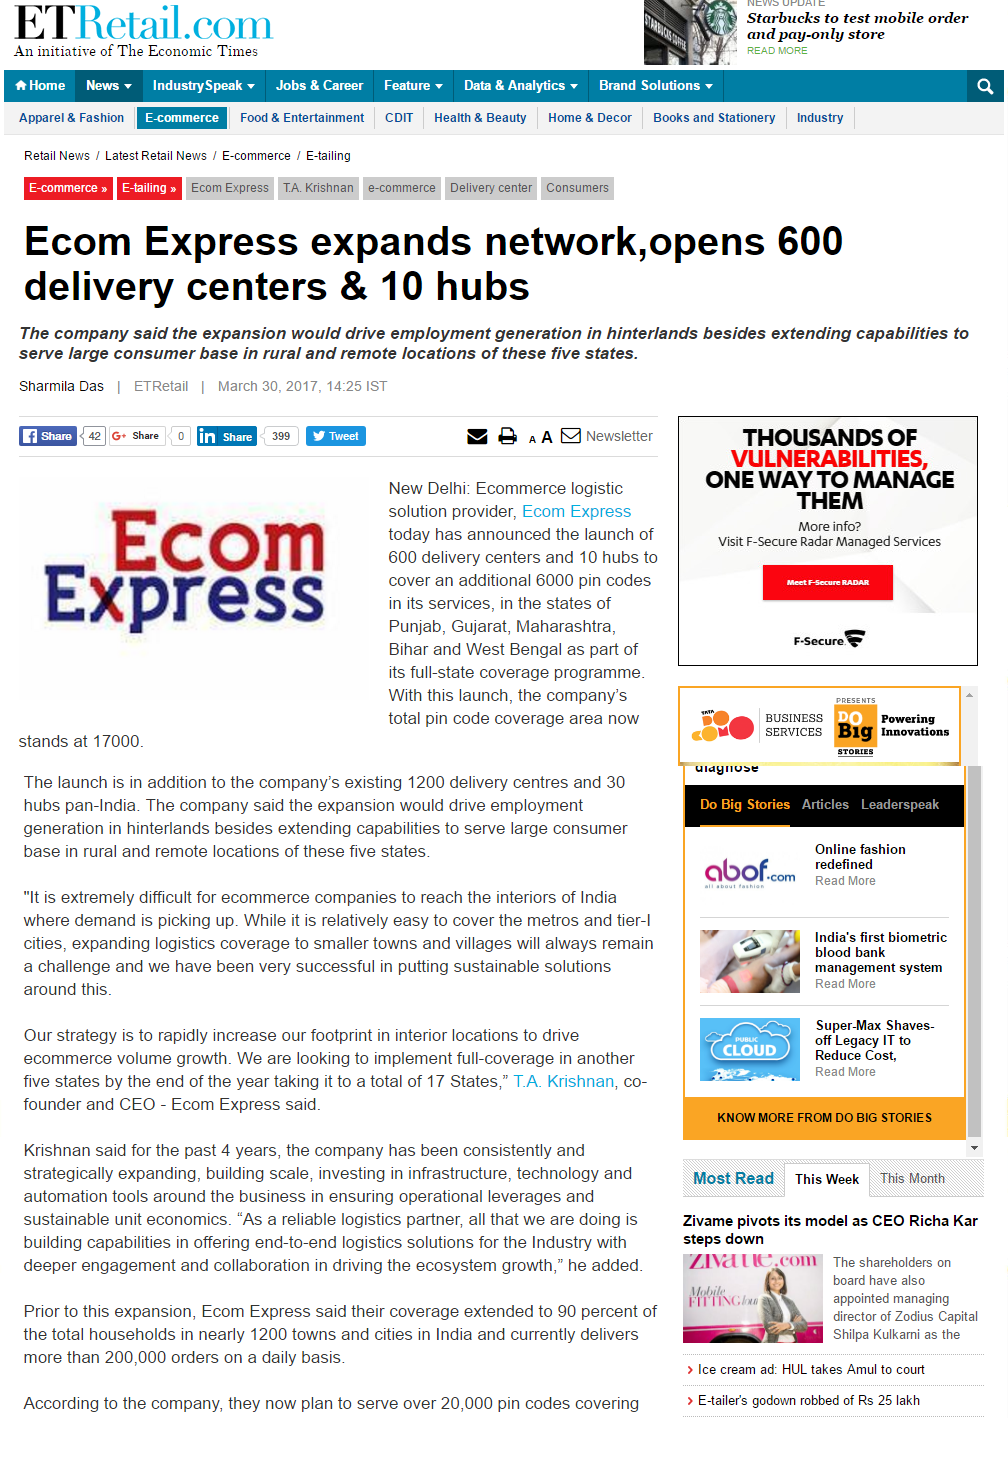 ETRetail.com
An initiative of The Economic Times
NEWS UPDATE
Starbucks to test mobile order
and pay-only store
READ MORE
Home News IndustrySpeak Jobs & Career Feature Data & Analytics Brand Solutions
Apparel & Fashion E-commerce Food & Entertainment CDIT Health & Beauty Home & Decor Books and Stationery Industry
Retail News / Latest Retail News / E-commerce / E-tailing
E-commerce » E-tailing » Ecom Express T.A. Krishnan e-commerce Delivery center Consumers
Ecom Express expands network,opens 600
delivery centers & 10 hubs
The company said the expansion would drive employment generation in hinterlands besides extending capabilities to
serve large consumer base in rural and remote locations of these five states.
Sharmila Das | ETRetail | March 30, 2017, 14:25 IST
Share 42 G+ Share 0 in Share 399 Tweet A A Newsletter
Ecom
Express
New Delhi: Ecommerce logistic
solution provider, Ecom Express
today has announced the launch of
600 delivery centers and 10 hubs to
cover an additional 6000 pin codes
in its services, in the states of
Punjab, Gujarat, Maharashtra,
Bihar and West Bengal as part of
its full-state coverage programme.
With this launch, the company's
total pin code coverage area now
stands at 17000.
The launch is in addition to the company's existing 1200 delivery centres and 30
hubs pan-India. The company said the expansion would drive employment
generation in hinterlands besides extending capabilities to serve large consumer
base in rural and remote locations of these five states.
"It is extremely difficult for ecommerce companies to reach the interiors of India
where demand is picking up. While it is relatively easy to cover the metros and tier-I
cities, expanding logistics coverage to smaller towns and villages will always remain
a challenge and we have been very successful in putting sustainable solutions
around this.
Our strategy is to rapidly increase our footprint in interior locations to drive
ecommerce volume growth. We are looking to implement full-coverage in another
five states by the end of the year taking it to a total of 17 States,” T.A. Krishnan, co-
founder and CEO - Ecom Express said.
Krishnan said for the past 4 years, the company has been consistently and
strategically expanding, building scale, investing in infrastructure, technology and
automation tools around the business in ensuring operational leverages and
sustainable unit economics. “As a reliable logistics partner, all that we are doing is
building capabilities in offering end-to-end logistics solutions for the Industry with
deeper engagement and collaboration in driving the ecosystem growth,” he added.
Prior to this expansion, Ecom Express said their coverage extended to 90 percent of
the total households in nearly 1200 towns and cities in India and currently delivers
more than 200,000 orders on a daily basis.
According to the company, they now plan to serve over 20,000 pin codes covering
THOUSANDS OF
VULNERABILITIES,
ONE WAY TO MANAGE
THEM
More info?
Visit F-Secure Radar Managed Services
Meet F-Secure RADAR
F-Secure
TATA
BUSINESS
SERVICES
PRESENTS
DO
Big
STORIES
Powering
Innovations
diagnose
Do Big Stories Articles Leaderspeak
abof.com
all about fashion
Online fashion
redefined
Read More
India's first biometric
blood bank
management system
Read More
PUBLIC
CLOUD
Super-Max Shaves-
off Legacy IT to
Reduce Cost,
Read More
KNOW MORE FROM DO BIG STORIES
Most Read This Week This Month
Zivame pivots its model as CEO Richa Kar
steps down
zivame.com
Mobile
FITTING lou
The shareholders on
board have also
appointed managing
director of Zodius Capital
Shilpa Kulkarni as the
Ice cream ad: HUL takes Amul to court
E-tailer's godown robbed of Rs 25 lakh